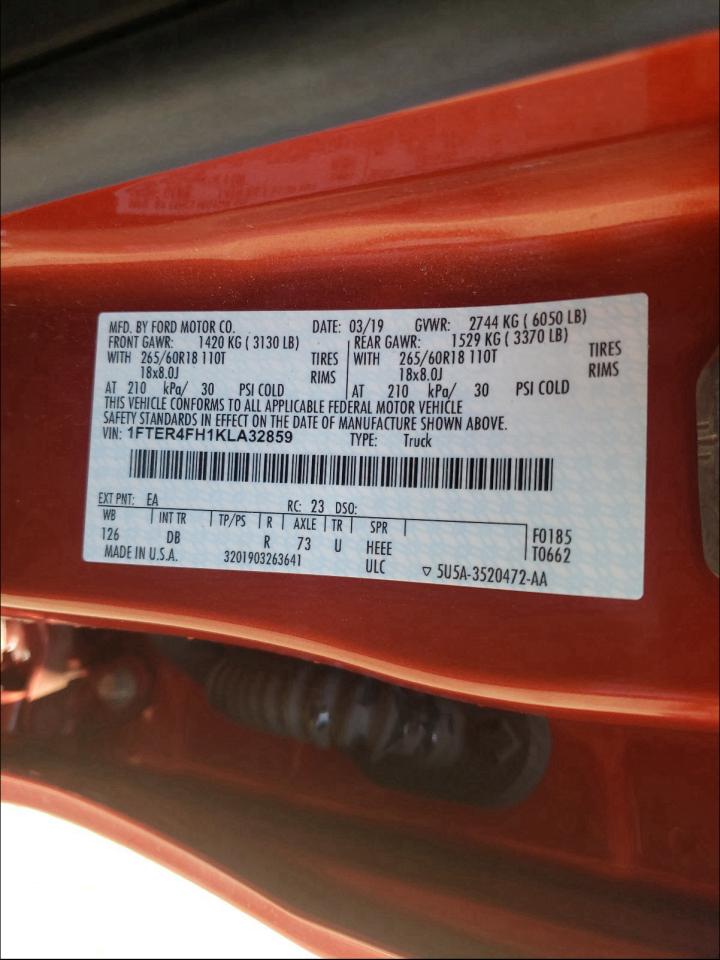 MFD. BY FORD MOTOR CO. DATE: 03/19 GVWR: 2744 KG ( 6050 LB)
FRONT GAWR: 1420 KG ( 3130 LB) REAR GAWR: 1529 KG ( 3370 LB)
WITH 265/60R18 110T TIRES WITH 265/60R18 110T TIRES
18x8.0J RIMS 18x8.0J RIMS
AT 210 kPa/ 30 PSI COLD AT 210 kPa/ 30 PSI COLD
THIS VEHICLE CONFORMS TO ALL APPLICABLE FEDERAL MOTOR VEHICLE
SAFETY STANDARDS IN EFFECT ON THE DATE OF MANUFACTURE SHOWN ABOVE.
VIN: 1FTER4FH1KLA32859 TYPE: Truck
EXT PNT: EA RC: 23 DSO:
WB INT TR TP/PS R AXLE TR SPR F0185
126 DB R 73 U HEEE T0662
MADE IN U.S.A. 3201903263641 ULC ▽ 5U5A-3520472-AA